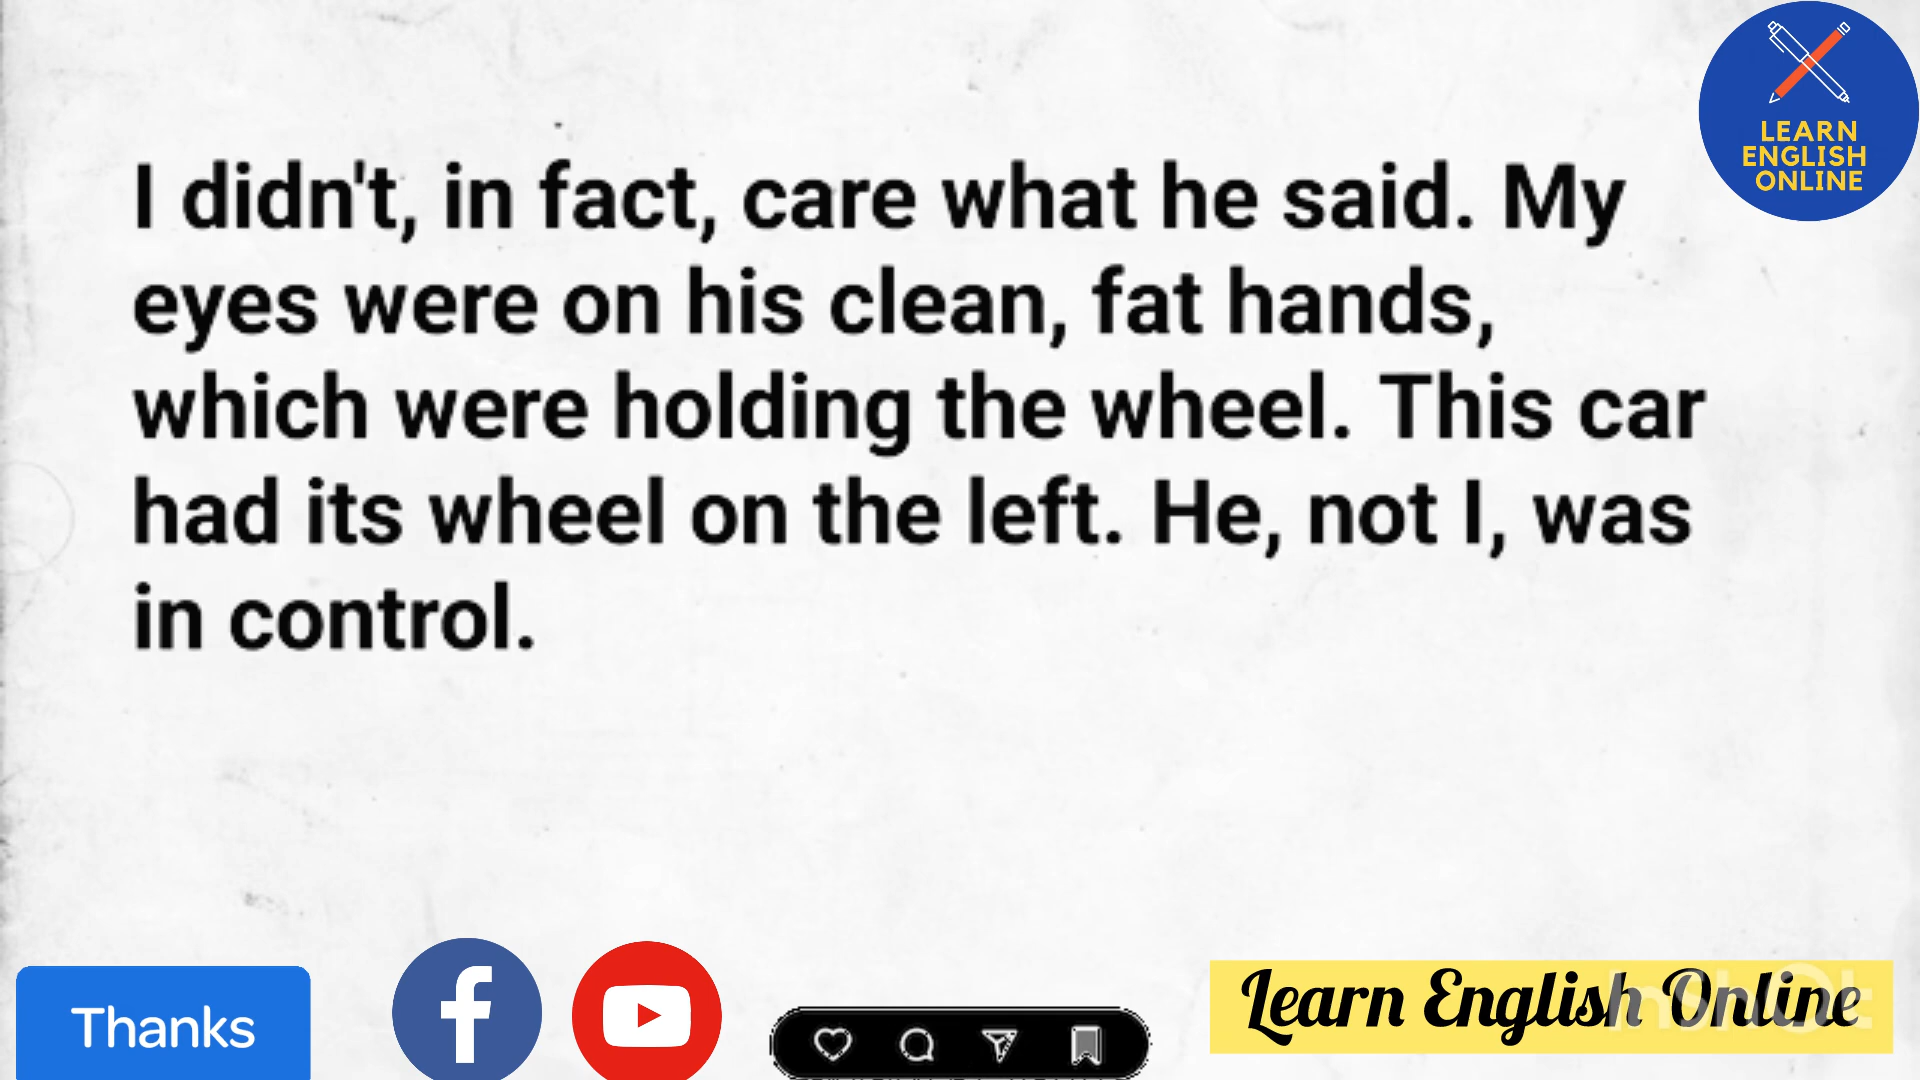 LEARN
ENGLISH
ONLINE
I didn't, in fact, care what he said. My
eyes were on his clean, fat hands,
which were holding the wheel. This car
had its wheel on the left. He, not I, was
in control.
Thanks
Learn English Online
InShOt